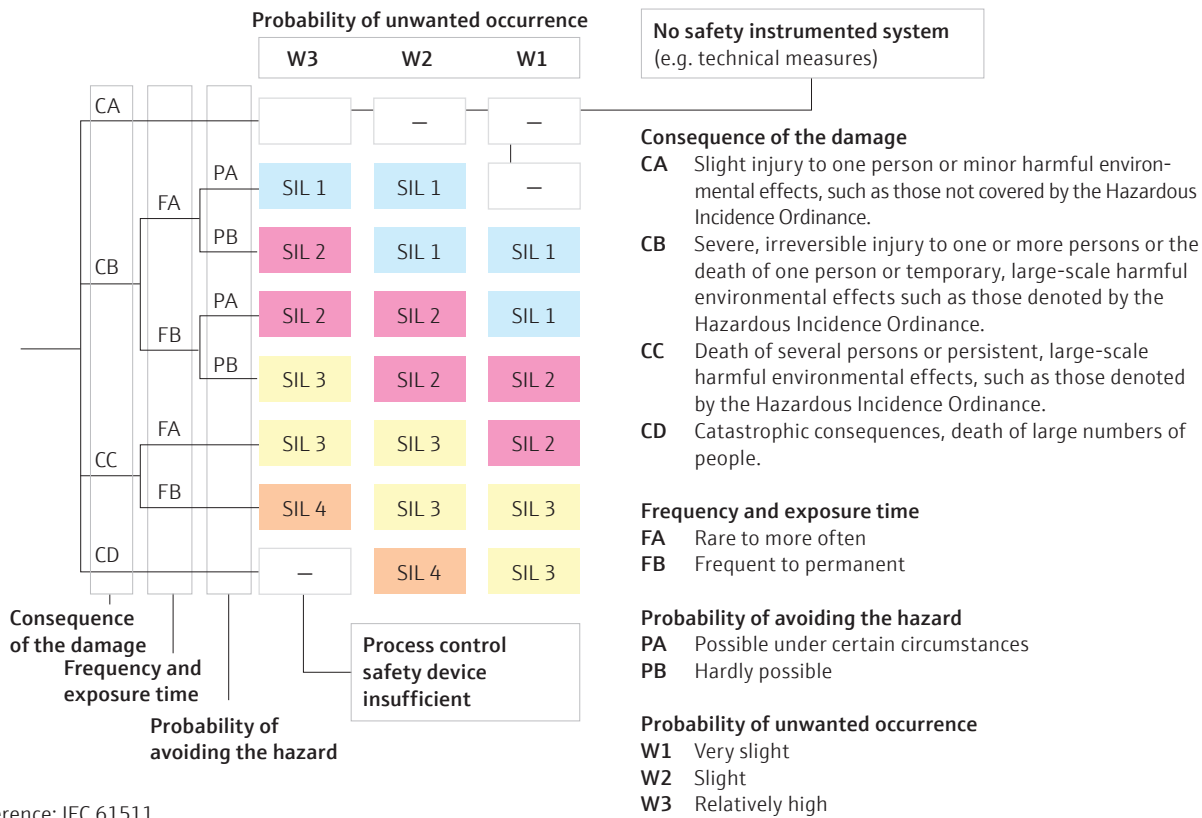 Probability of unwanted occurrence
W3 W2 W1
No safety instrumented system
(e.g. technical measures)
CA
— —
PA SIL 1 SIL 1 —
FA
PB SIL 2 SIL 1 SIL 1
CB
PA SIL 2 SIL 2 SIL 1
FB
PB SIL 3 SIL 2 SIL 2
FA SIL 3 SIL 3 SIL 2
CC
FB SIL 4 SIL 3 SIL 3
CD — SIL 4 SIL 3
Consequence
of the damage
Frequency and
exposure time
Probability of
avoiding the hazard
Process control
safety device
insufficient
Consequence of the damage
CA Slight injury to one person or minor harmful environ-
mental effects, such as those not covered by the Hazardous
Incidence Ordinance.
CB Severe, irreversible injury to one or more persons or the
death of one person or temporary, large-scale harmful
environmental effects such as those denoted by the
Hazardous Incidence Ordinance.
CC Death of several persons or persistent, large-scale
harmful environmental effects, such as those denoted
by the Hazardous Incidence Ordinance.
CD Catastrophic consequences, death of large numbers of
people.
Frequency and exposure time
FA Rare to more often
FB Frequent to permanent
Probability of avoiding the hazard
PA Possible under certain circumstances
PB Hardly possible
Probability of unwanted occurrence
W1 Very slight
W2 Slight
W3 Relatively high
IEC 61511